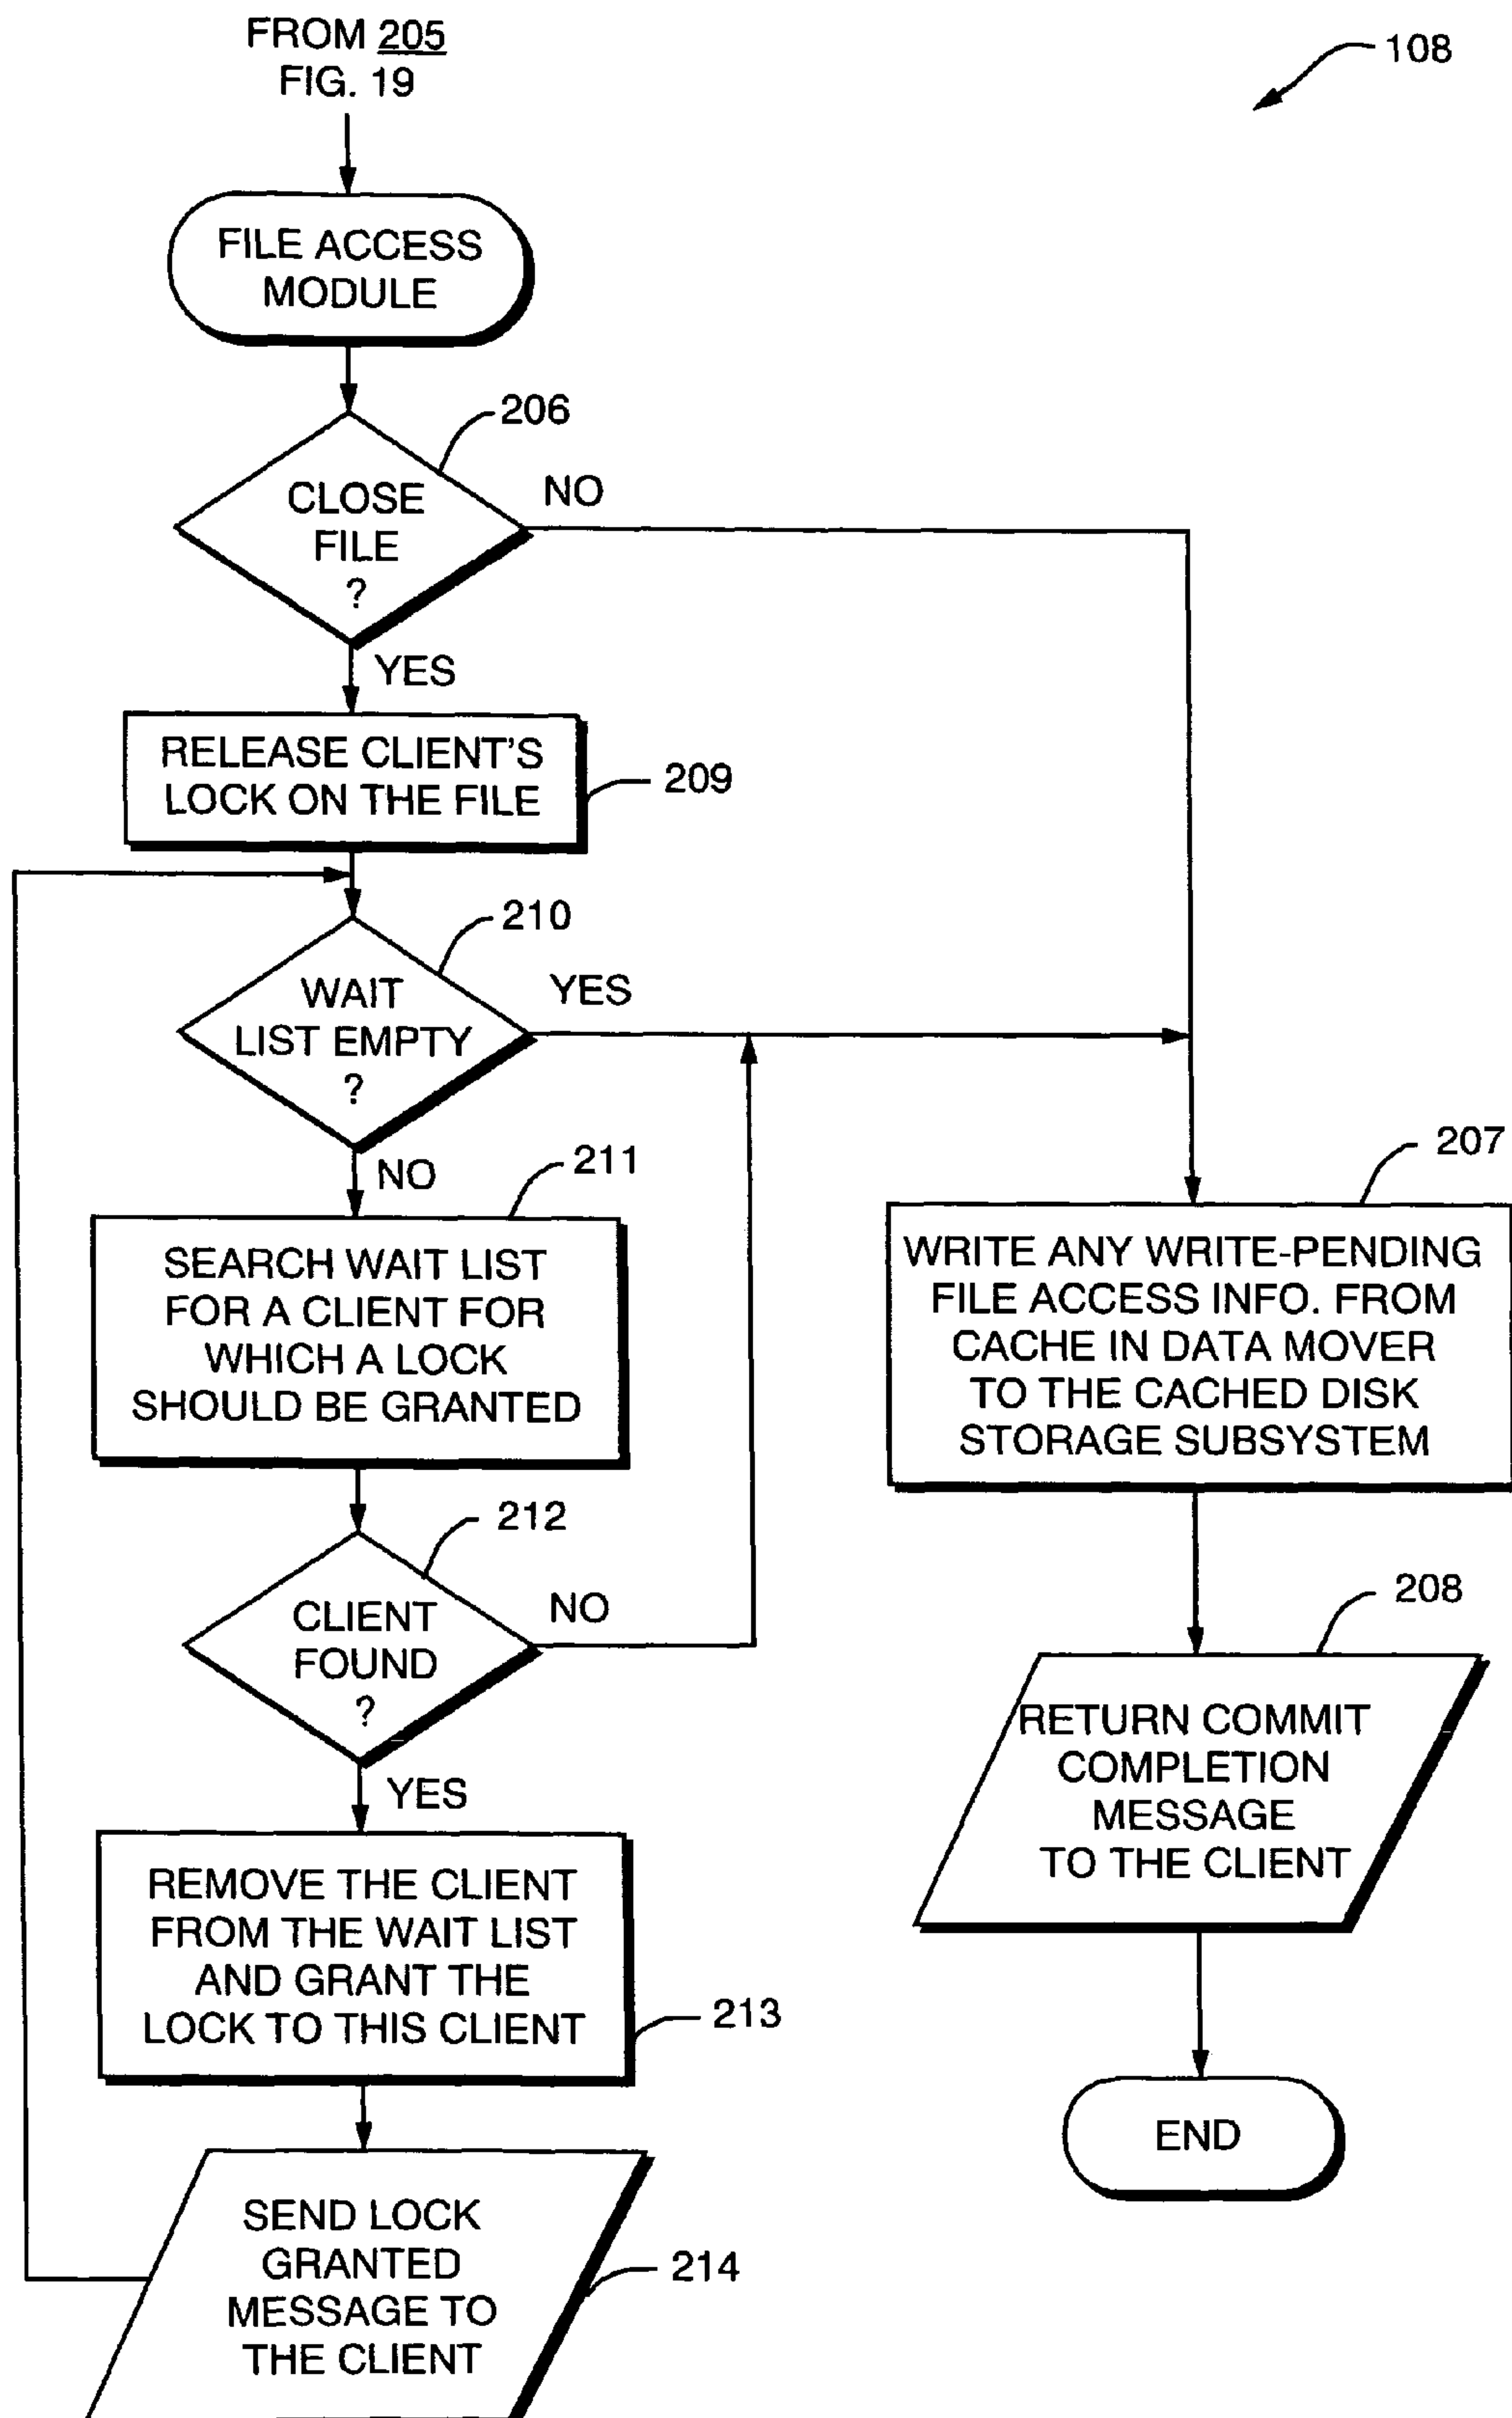 FROM 205
FIG. 19
108
FILE ACCESS
MODULE
206
CLOSE
FILE
?
NO
YES
RELEASE CLIENT'S
LOCK ON THE FILE
209
210
WAIT
LIST EMPTY
?
YES
NO
211
SEARCH WAIT LIST
FOR A CLIENT FOR
WHICH A LOCK
SHOULD BE GRANTED
212
CLIENT
FOUND
?
NO
YES
REMOVE THE CLIENT
FROM THE WAIT LIST
AND GRANT THE
LOCK TO THIS CLIENT
213
SEND LOCK
GRANTED
MESSAGE TO
THE CLIENT
214
207
WRITE ANY WRITE-PENDING
FILE ACCESS INFO. FROM
CACHE IN DATA MOVER
TO THE CACHED DISK
STORAGE SUBSYSTEM
208
RETURN COMMIT
COMPLETION
MESSAGE
TO THE CLIENT
END